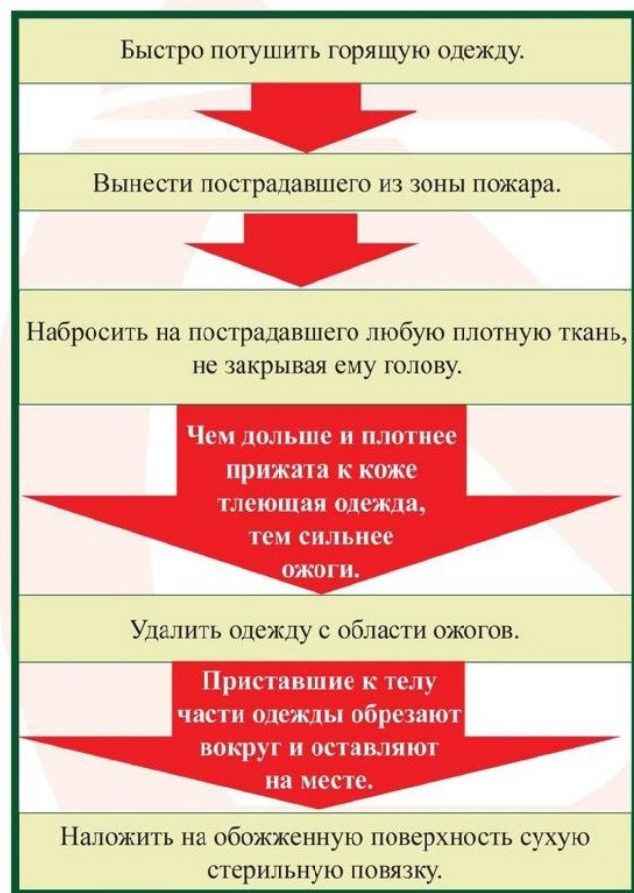 Быстро потушить горящую одежду.
Вынести пострадавшего из зоны пожара.
Набросить на пострадавшего любую плотную ткань,
не закрывая ему голову.
Чем дольше и плотнее
прижата к коже
тлеющая одежда,
тем сильнее
ожоги.
Удалить одежду с области ожогов.
Приставшие к телу
части одежды обрезают
вокруг и оставляют
на месте.
Наложить на обожженную поверхность сухую
стерильную повязку.